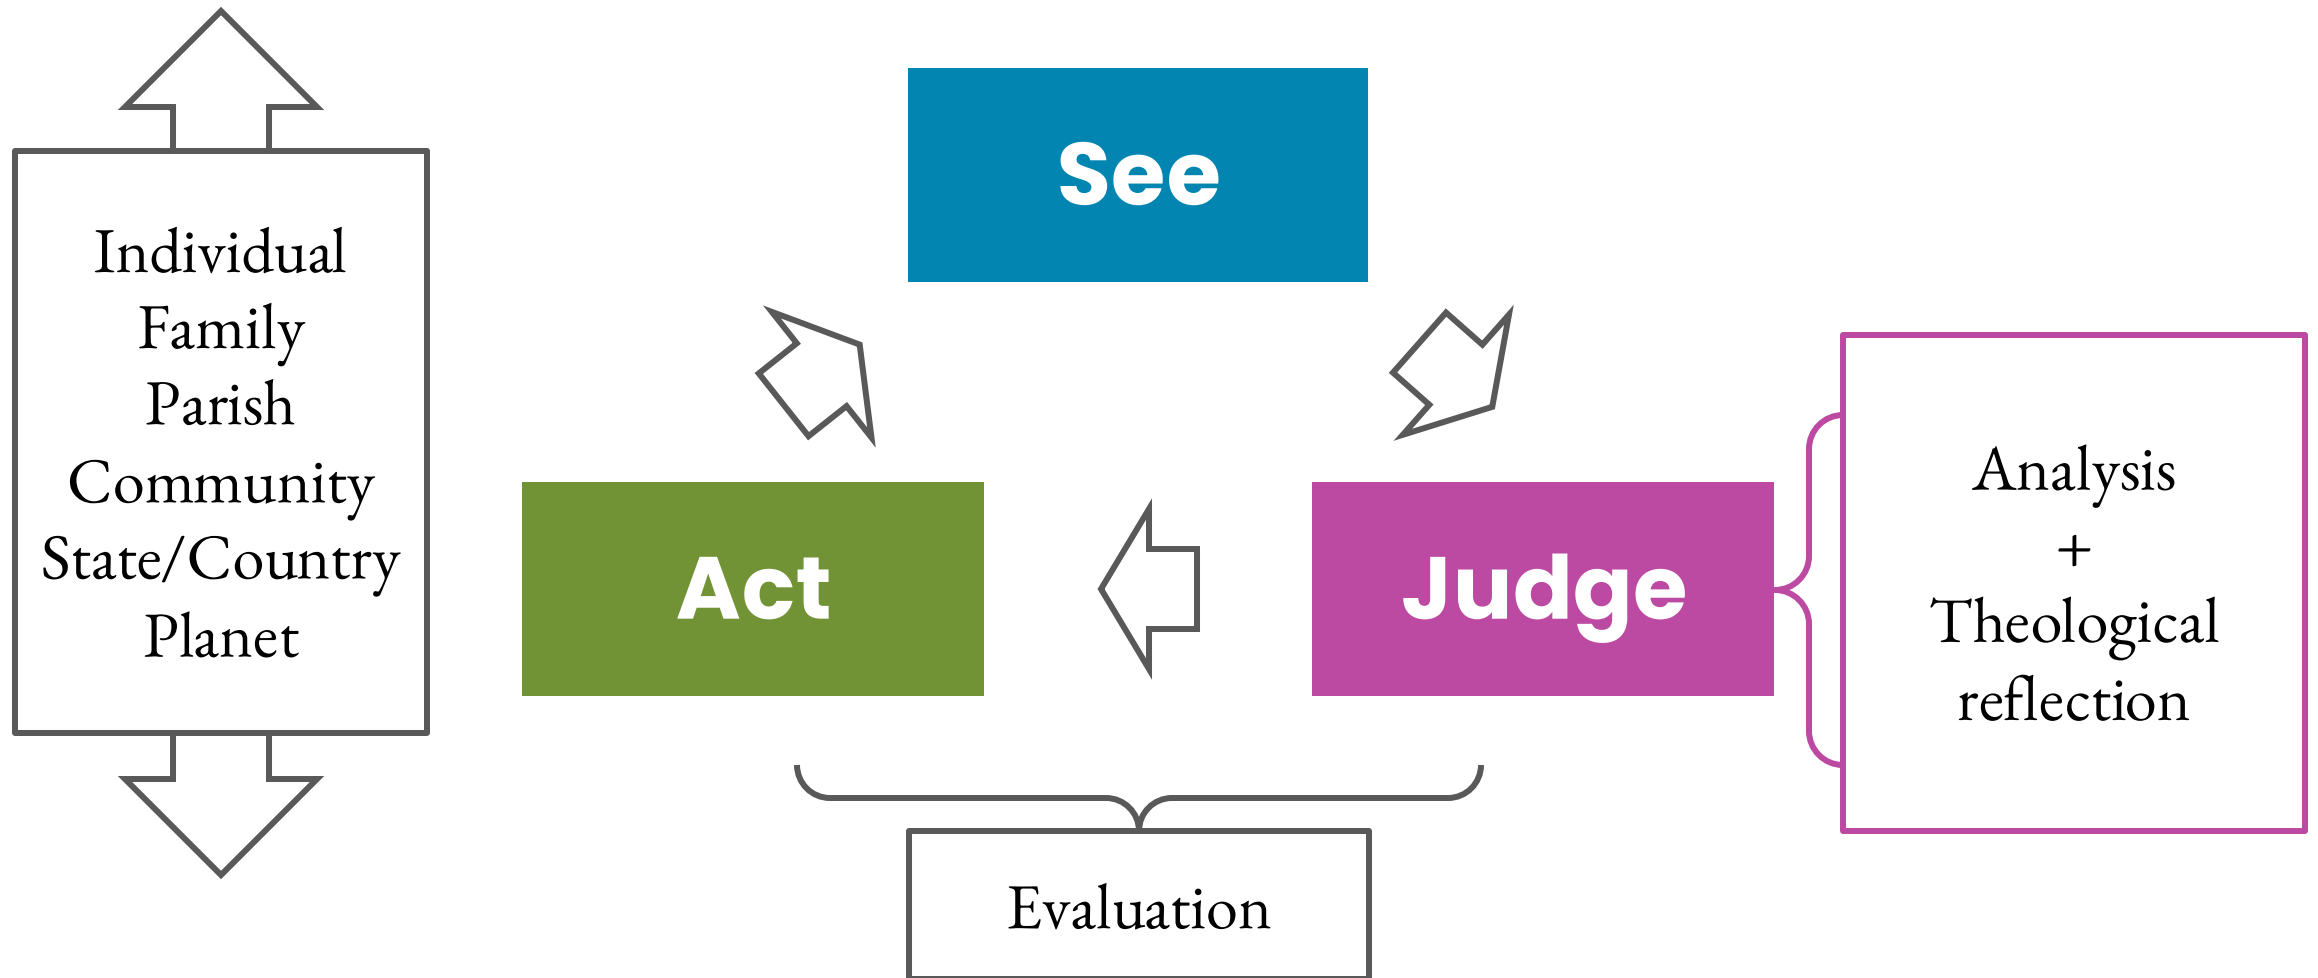 See
Individual
Family
Parish
Community
State/Country
Planet
Act
Judge
Analysis
+
Theological
reflection
Evaluation